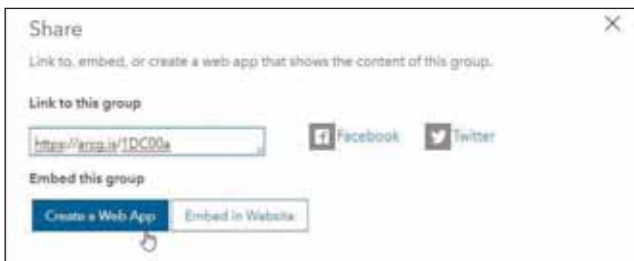 Share
Link to, embed, or create a web app that shows the content of this group.
Link to this group
https://arcg.is/1DC00a
Facebook
Twitter
Embed this group
Create a Web App
Embed in Website